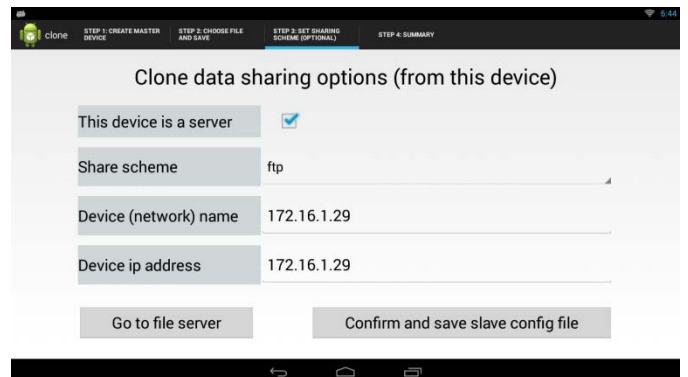 6:44
clone
STEP 1: CREATE MASTER
DEVICE
STEP 2: CHOOSE FILE
AND SAVE
STEP 3: SET SHARING
SCHEME (OPTIONAL)
STEP 4: SUMMARY
Clone data sharing options (from this device)
This device is a server
Share scheme
ftp
Device (network) name
172.16.1.29
Device ip address
172.16.1.29
Go to file server
Confirm and save slave config file